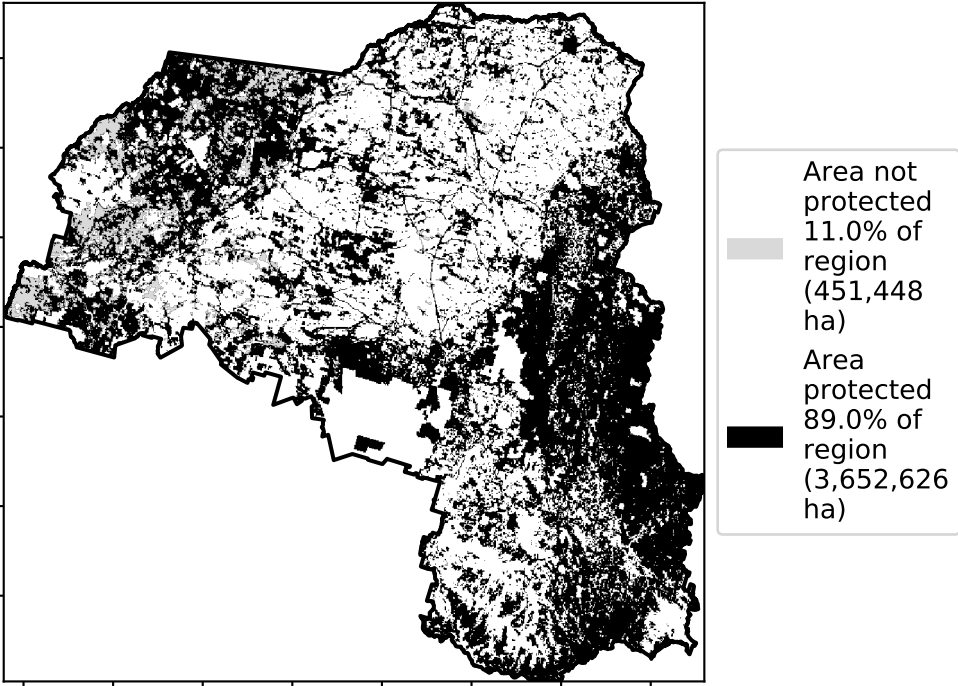 Area not
protected
11.0% of
region
(451,448
ha)
Area
protected
89.0% of
region
(3,652,626
ha)